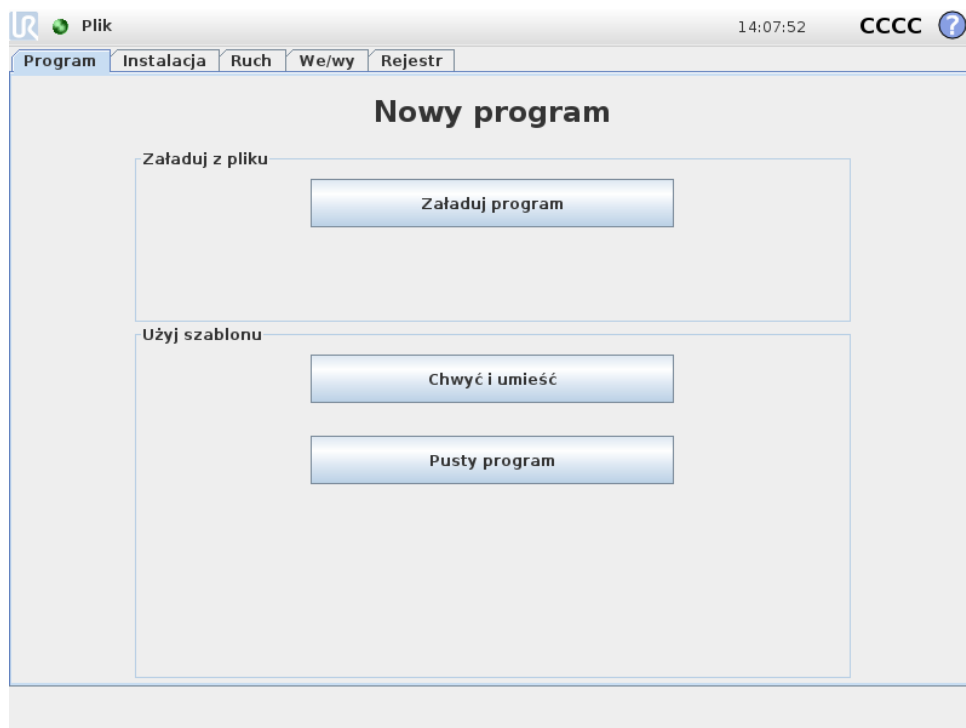 UR Plik 14:07:52 CCCC ?
Program Instalacja Ruch We/wy Rejestr
Nowy program
Załaduj z pliku
Załaduj program
Użyj szablonu
Chwyć i umieść
Pusty program